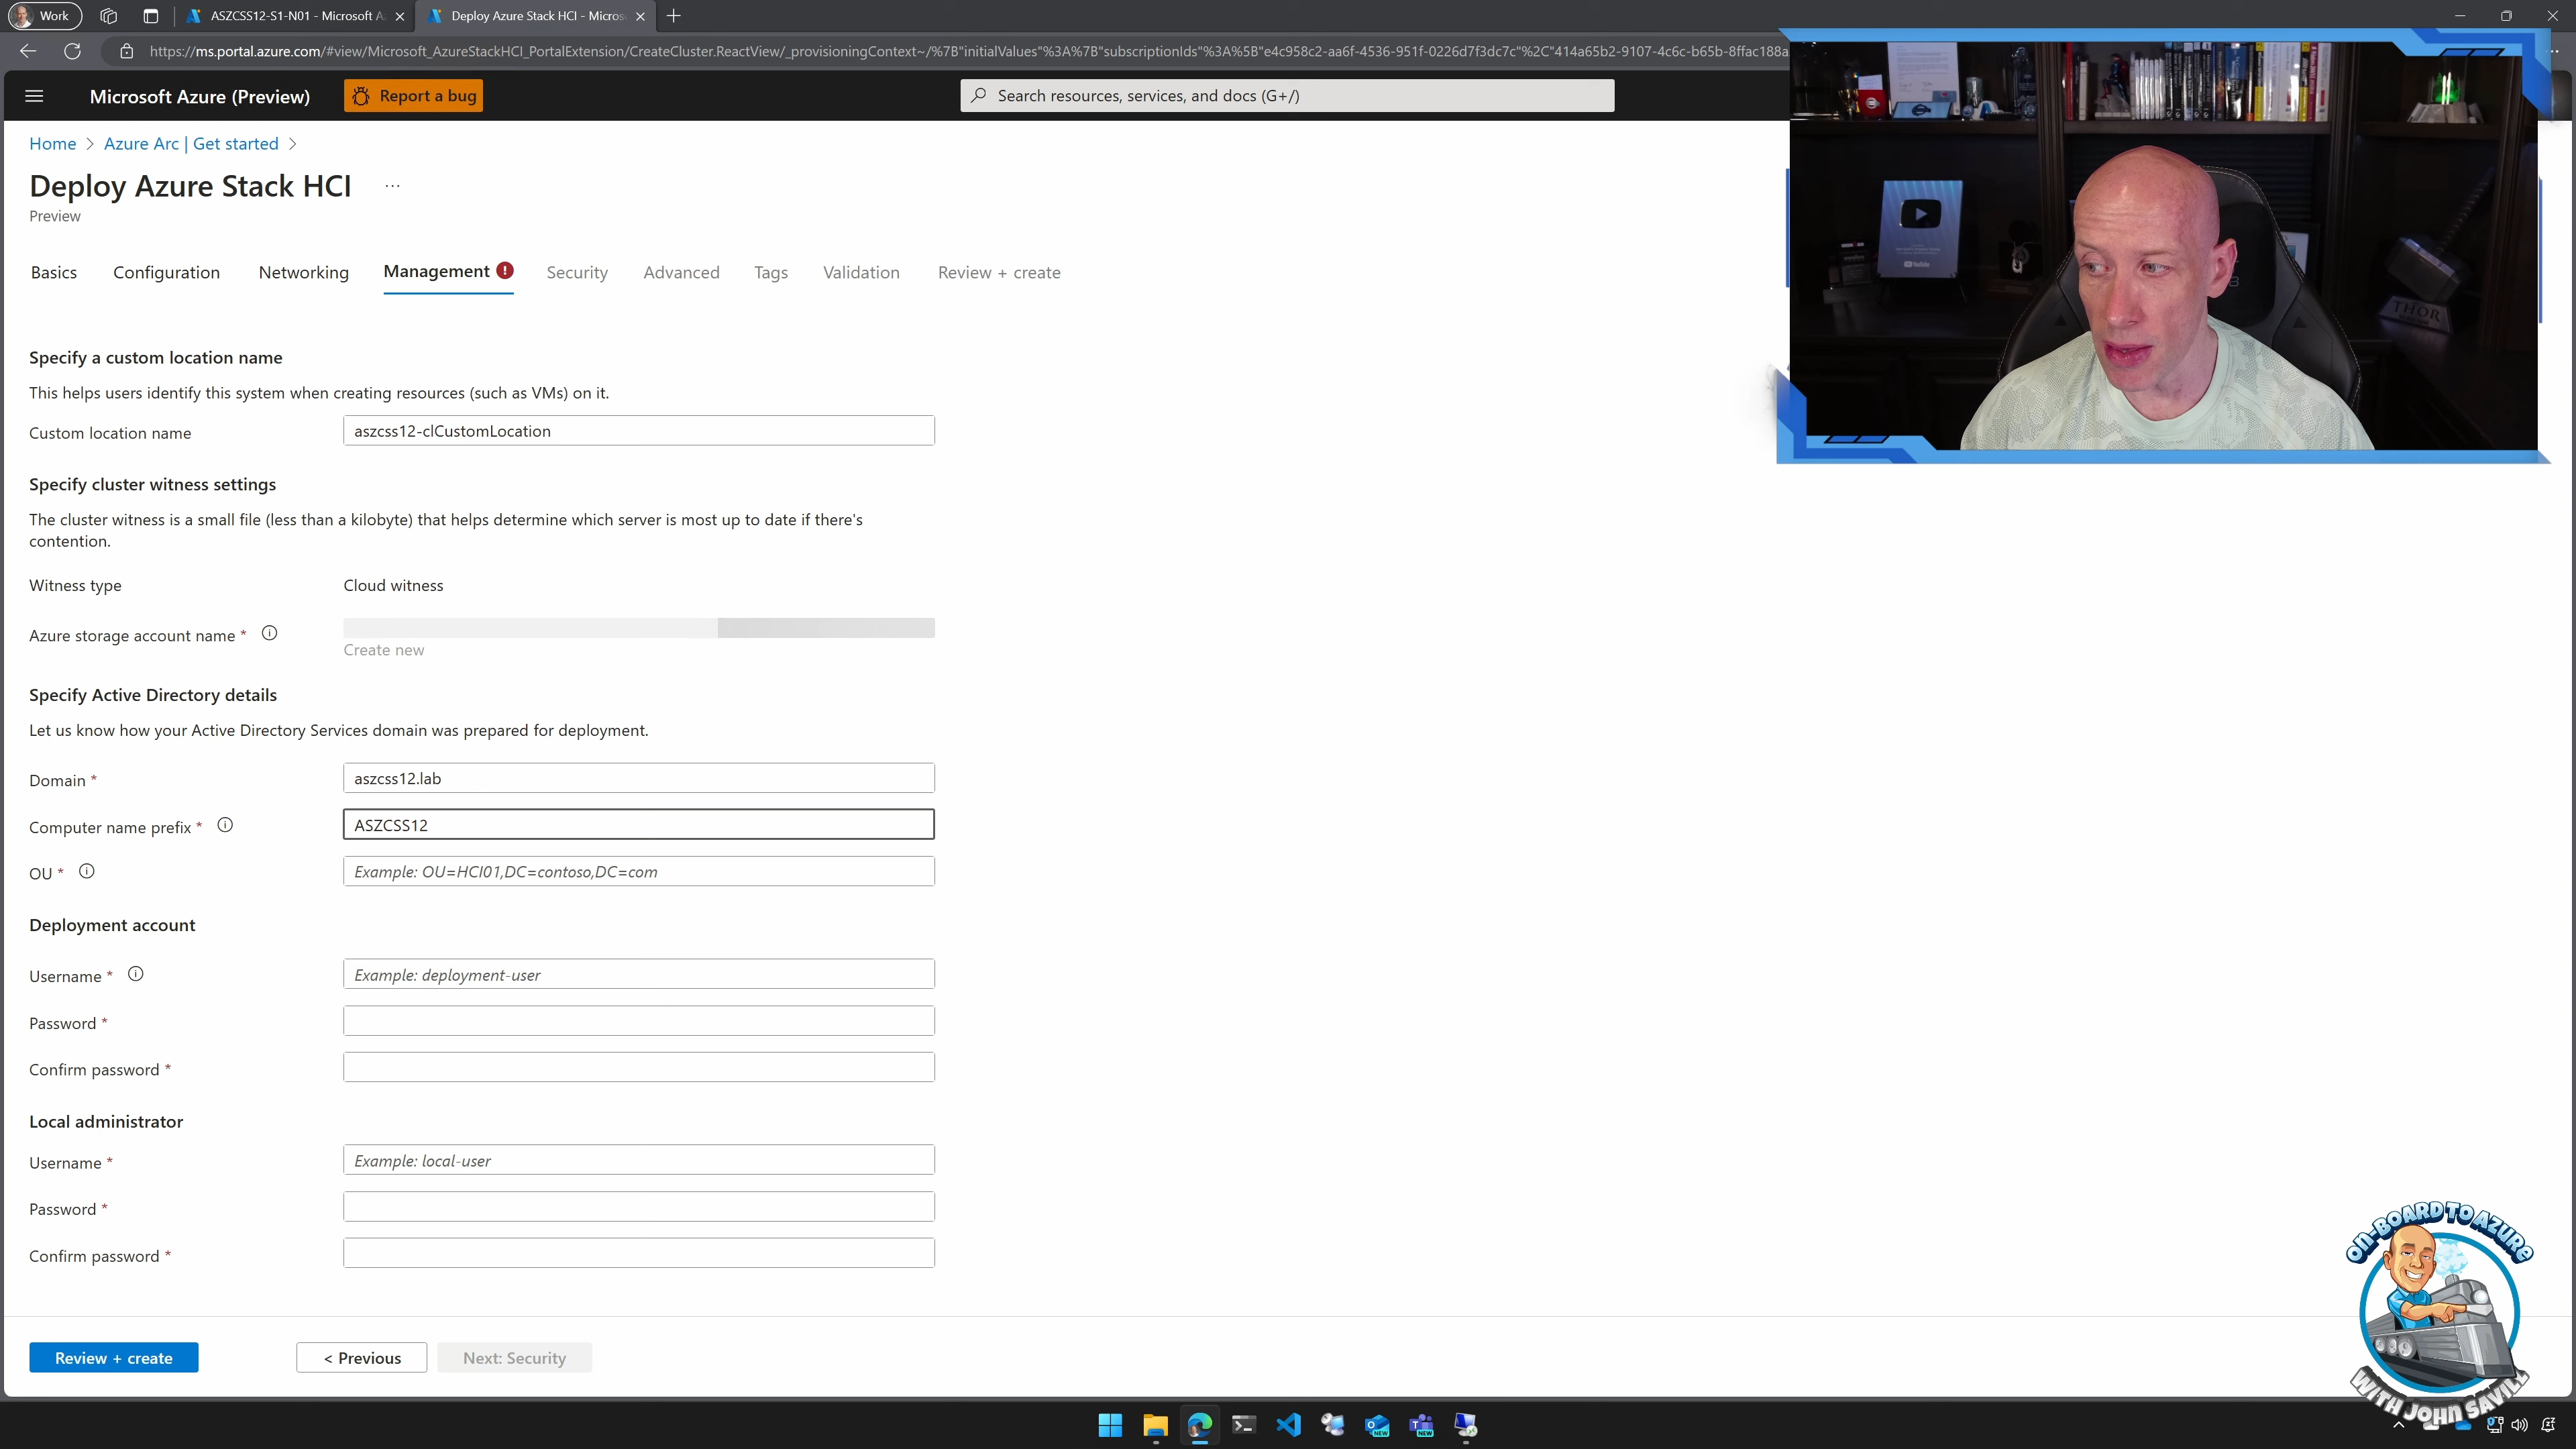 Work
ASZCSS12-S1-N01 - Microsoft A
Deploy Azure Stack HCI - Micros
https://ms.portal.azure.com/#view/Microsoft_AzureStackHCI_PortalExtension/CreateCluster.ReactView/_provisioningContext~/%7B"initialValues"%3A%7B"subscriptionIds"%3A%5B"e4c958c2-aa6f-4536-951f-0226d7f3dc7c"%2C"414a65b2-9107-4c6c-b65b-8ffac188a
Microsoft Azure (Preview)
Report a bug
Search resources, services, and docs (G+/)
Home > Azure Arc | Get started >
Deploy Azure Stack HCI ...
Preview
Basics
Configuration
Networking
Management
Security
Advanced
Tags
Validation
Review + create
Specify a custom location name
This helps users identify this system when creating resources (such as VMs) on it.
Custom location name
aszcss12-clCustomLocation
Specify cluster witness settings
The cluster witness is a small file (less than a kilobyte) that helps determine which server is most up to date if there's
contention.
Witness type
Cloud witness
Azure storage account name *
Create new
Specify Active Directory details
Let us know how your Active Directory Services domain was prepared for deployment.
Domain *
aszcss12.lab
Computer name prefix *
ASZCSS12
OU *
Example: OU=HCI01,DC=contoso,DC=com
Deployment account
Username *
Example: deployment-user
Password *
Confirm password *
Local administrator
Username *
Example: local-user
Password *
Confirm password *
Review + create
< Previous
Next: Security
YouTube
THOR
ON-BOARD TO AZURE
WITH JOHN SAVILL
NEW
NEW